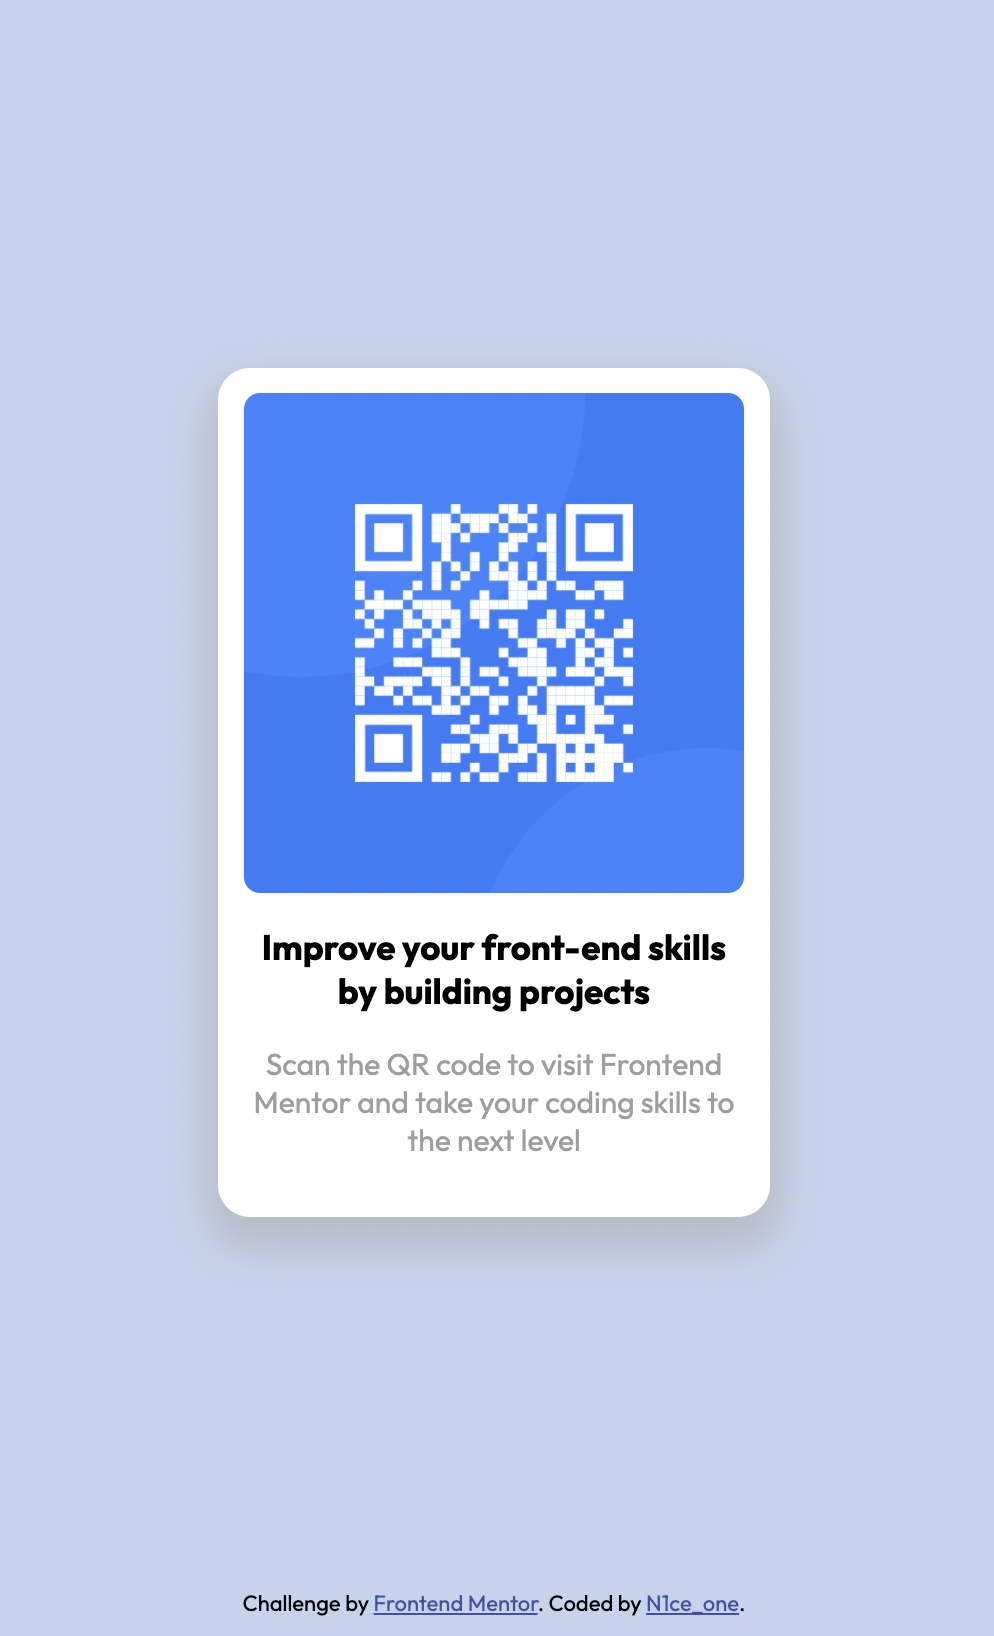 Improve your front-end skills
by building projects
Scan the QR code to visit Frontend
Mentor and take your coding skills to
the next level
Challenge by Frontend Mentor. Coded by N1ce_one.